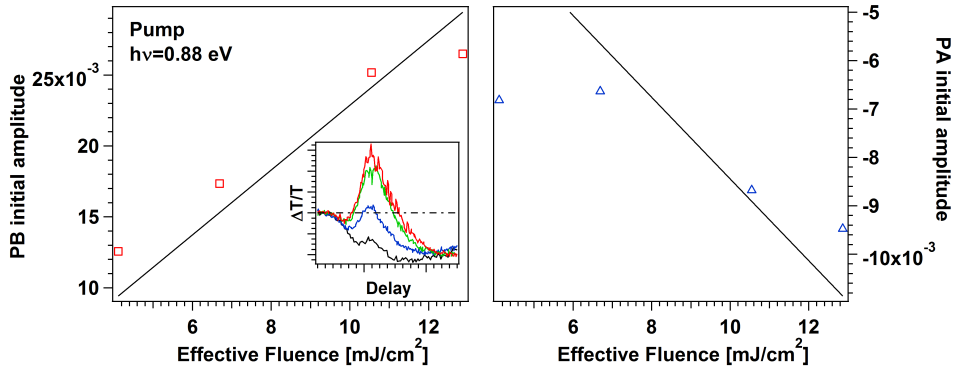 Pump
hν=0.88 eV
PB initial amplitude
25x10⁻³
20
15
10
ΔT/T
Delay
6
8
10
12
Effective Fluence [mJ/cm²]
-5
-6
-7
-8
-9
-10x10⁻³
PA initial amplitude
6
8
10
12
Effective Fluence [mJ/cm²]